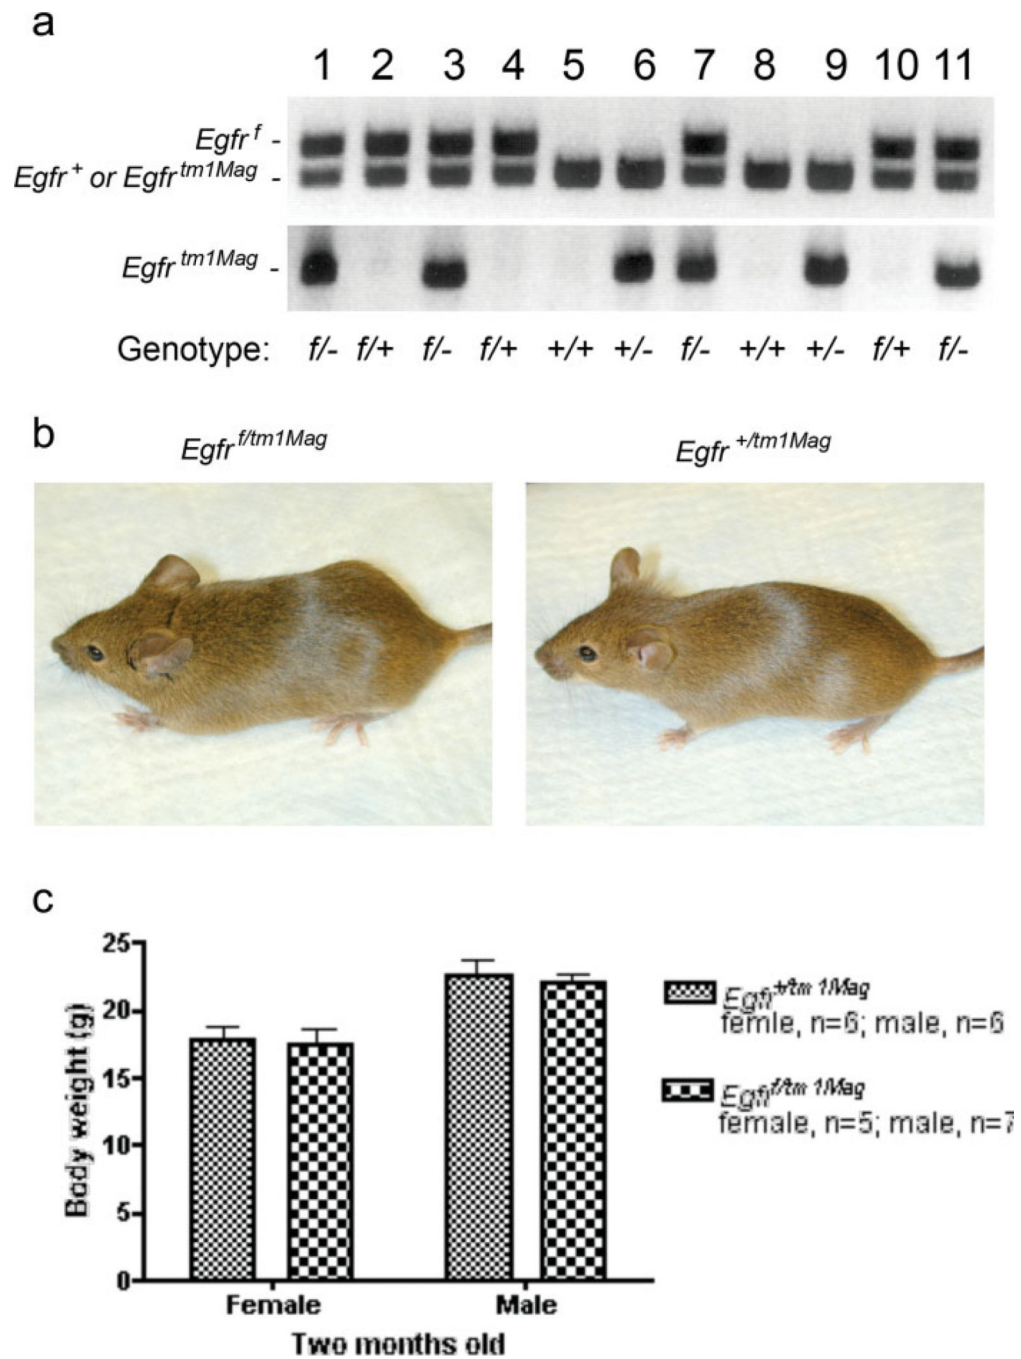 a
1 2 3 4 5 6 7 8 9 10 11
Egfr f -
Egfr + or Egfr tm1Mag -
Egfr tm1Mag -
Genotype: f/- f/+ f/- f/+ +/+ +/- f/- +/+ +/- f/+ f/-
b
Egfr f/tm1Mag
Egfr +/tm1Mag
c
25
20
15
10
5
0
Body weight (g)
Female Male
Two months old
Egfr +/tm 1Mag
femle, n=6; male, n=6
Egfr f/tm 1Mag
female, n=5; male, n=7